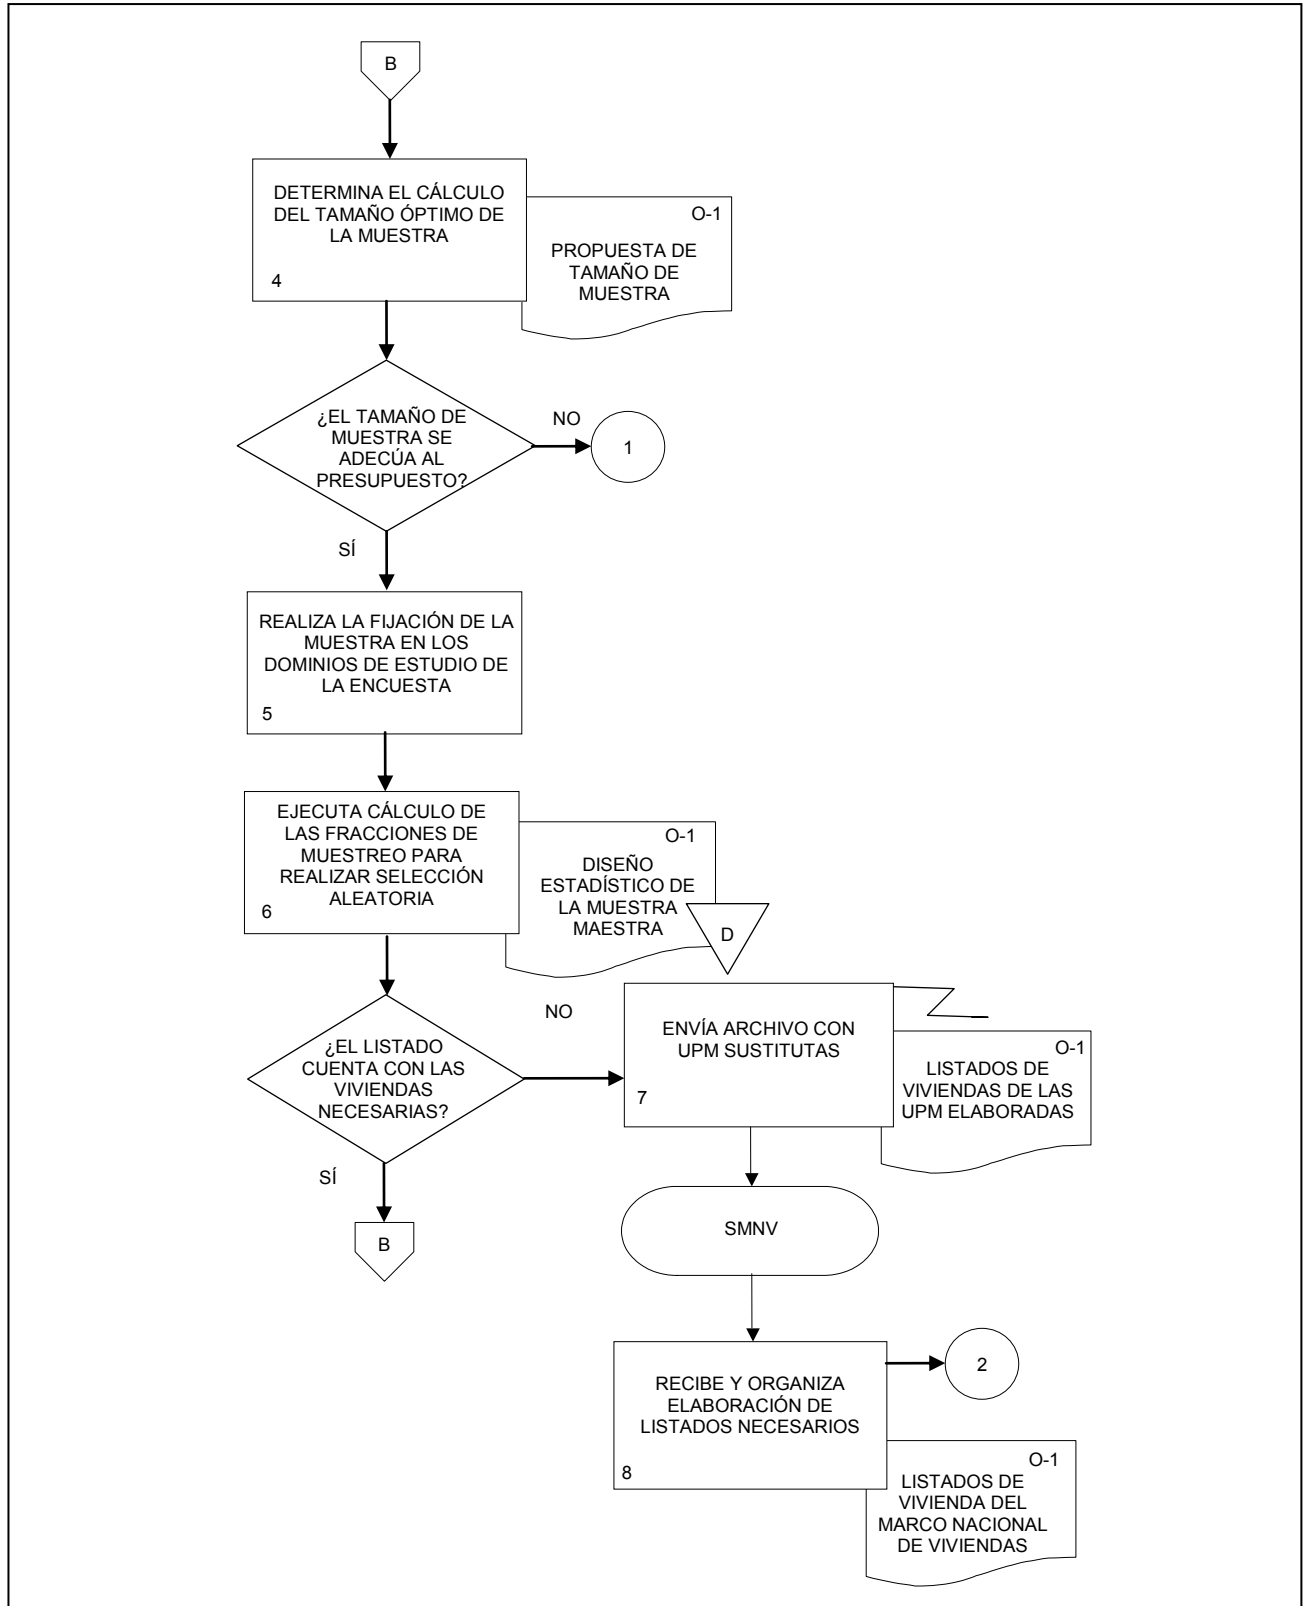 B
DETERMINA EL CÁLCULO
DEL TAMAÑO ÓPTIMO DE
LA MUESTRA
4
O-1
PROPUESTA DE
TAMAÑO DE
MUESTRA
¿EL TAMAÑO DE
MUESTRA SE
ADECÚA AL
PRESUPUESTO?
NO
1
SÍ
REALIZA LA FIJACIÓN DE LA
MUESTRA EN LOS
DOMINIOS DE ESTUDIO DE
LA ENCUESTA
5
EJECUTA CÁLCULO DE
LAS FRACCIONES DE
MUESTREO PARA
REALIZAR SELECCIÓN
ALEATORIA
6
O-1
DISEÑO
ESTADÍSTICO DE
LA MUESTRA
MAESTRA
D
¿EL LISTADO
CUENTA CON LAS
VIVIENDAS
NECESARIAS?
NO
ENVÍA ARCHIVO CON
UPM SUSTITUTAS
7
O-1
LISTADOS DE
VIVIENDAS DE LAS
UPM ELABORADAS
SÍ
B
SMNV
RECIBE Y ORGANIZA
ELABORACIÓN DE
LISTADOS NECESARIOS
8
2
O-1
LISTADOS DE
VIVIENDA DEL
MARCO NACIONAL
DE VIVIENDAS